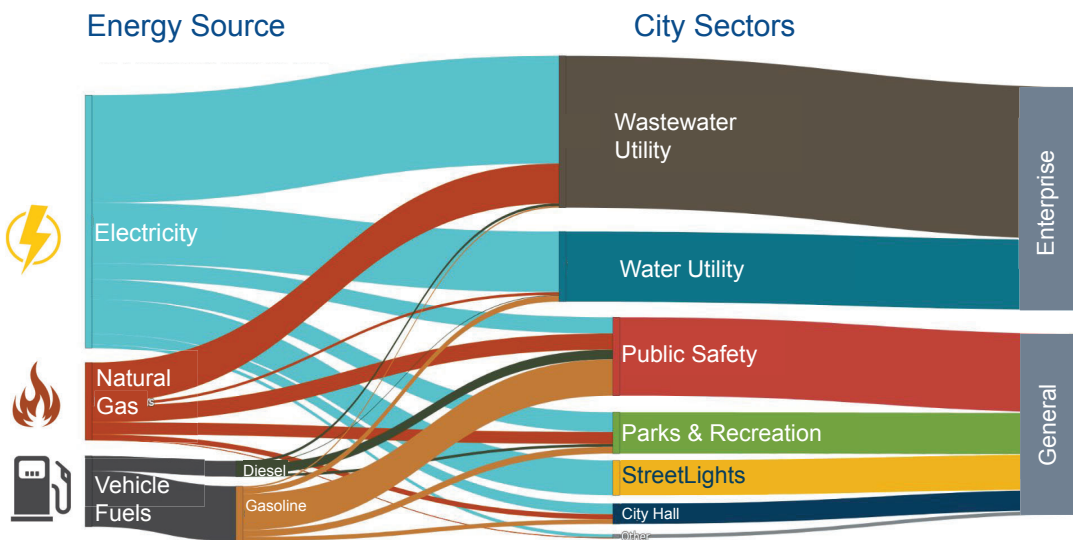 Energy Source
City Sectors
Electricity
Natural
Gas
Vehicle
Fuels
Diesel
Gasoline
Wastewater
Utility
Water Utility
Public Safety
Parks & Recreation
StreetLights
City Hall
Other
Enterprise
General